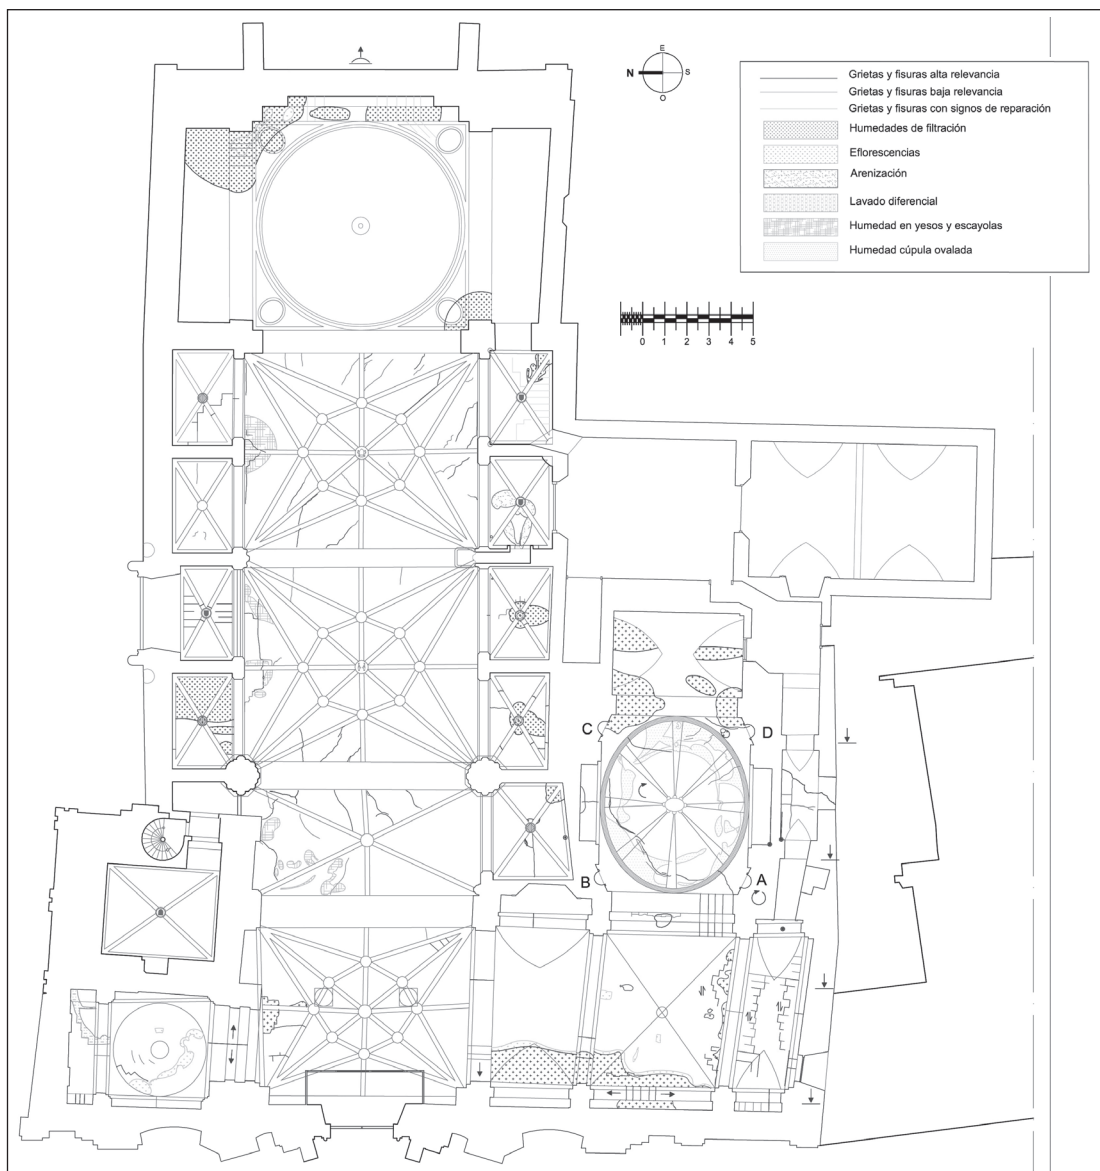 E
N
S
O
Grietas y fisuras alta relevancia
Grietas y fisuras baja relevancia
Grietas y fisuras con signos de reparación
Humedades de filtración
Eflorescencias
Arenización
Lavado diferencial
Humedad en yesos y escayolas
Humedad cúpula ovalada
0 1 2 3 4 5
C
D
B
A